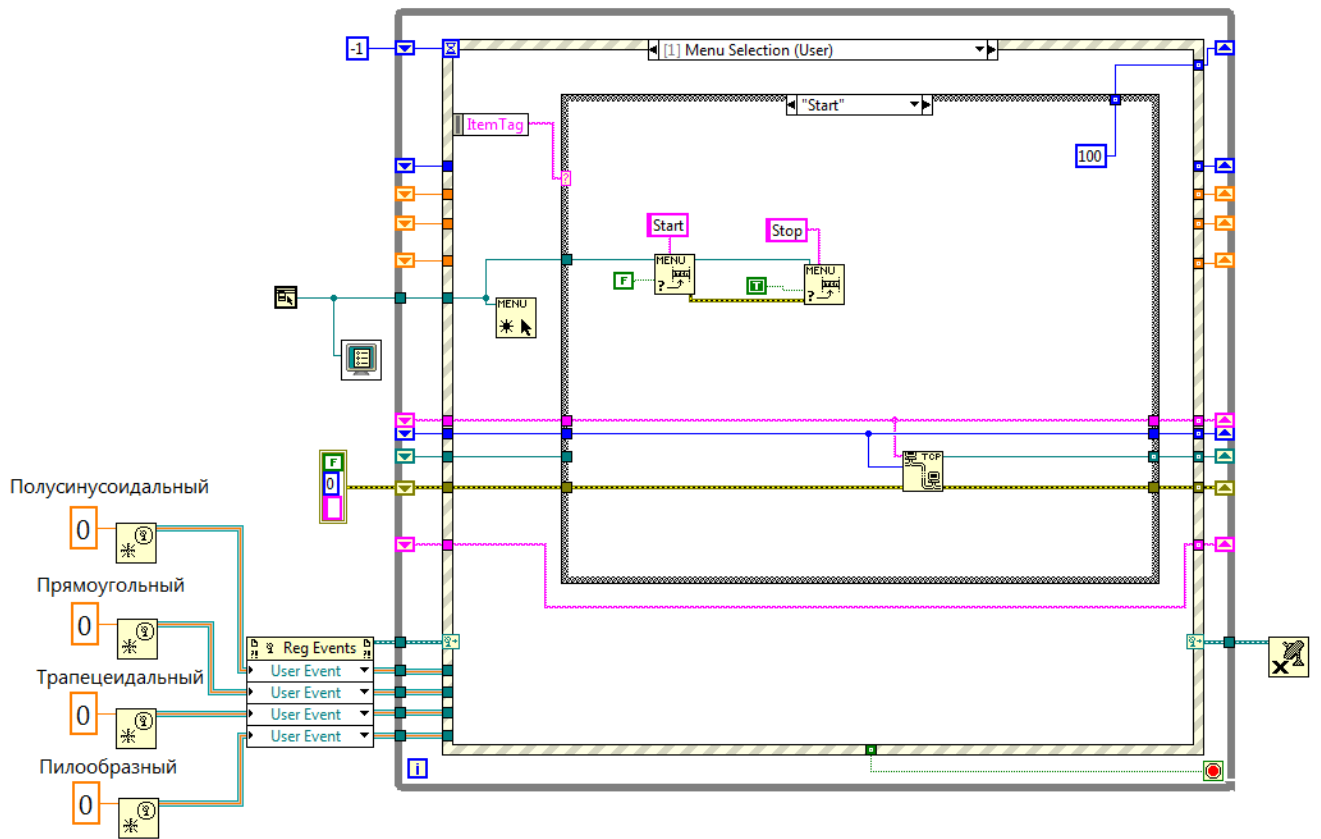 -1
[1] Menu Selection (User)
"Start"
ItemTag
100
Start
Stop
MENU
?
F
MENU
?
T
MENU
F
0
TCP
Полусинусоидальный
0
Прямоугольный
0
Reg Events
User Event
User Event
User Event
User Event
Трапецеидальный
0
Пилообразный
0
i
X